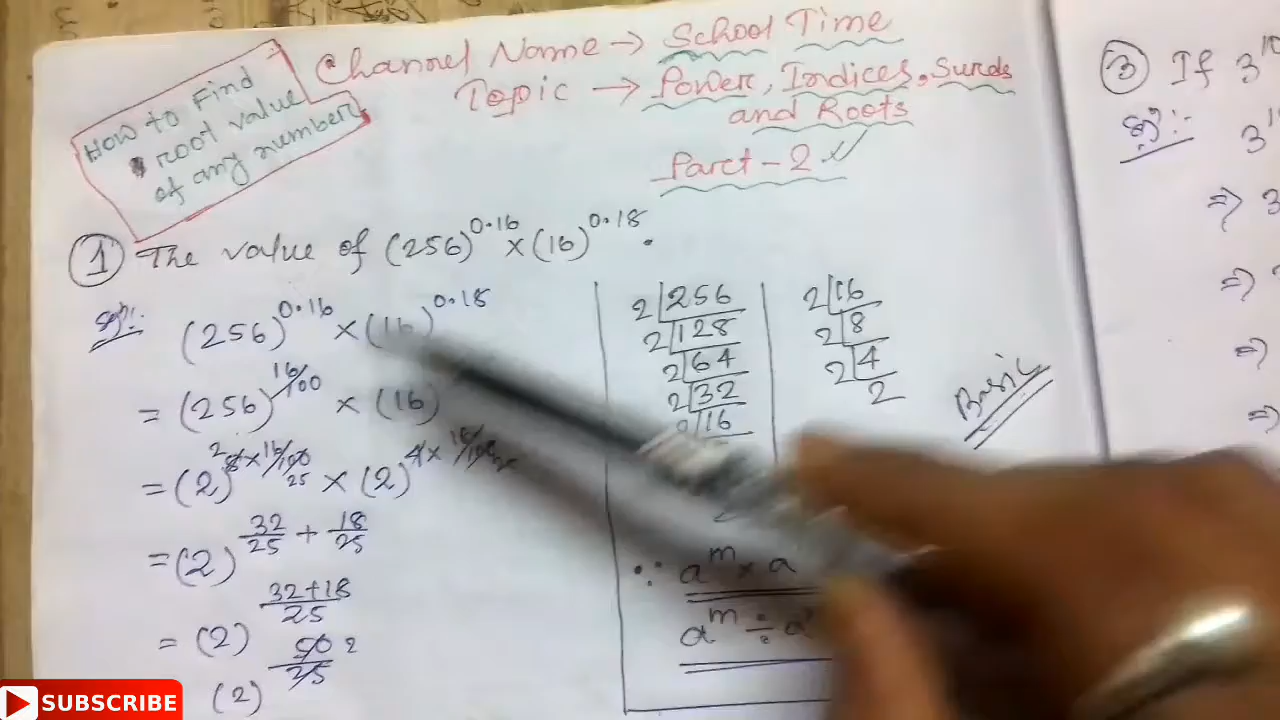 Channel Name → School Time
Topic → Power, Indices, Surds
and Roots
Part - 2
How to Find
root value
of any number
① The value of (256)^0.16 × (16)^0.18.
Sol:-
(256)^0.16 × (16)^0.18
= (256)^16/100 × (16)
= (2)^8×16/100 × (2)^4×18/100
2
25
= (2)^32/25 + 18/25
= (2)^32+18/25
(2)^50/25
2
2|256
2|128
2|64
2|32
2|16
2|16
2|8
2|4
2
Basic
∵ a^m × a
a^m ÷ a
③ If 3
Sol:-
3
⇒ 3
⇒
⇒
⇒
SUBSCRIBE